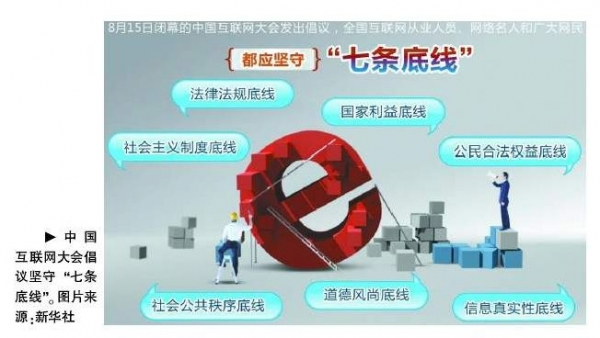 8月15日闭幕的中国互联网大会发出倡议，全国互联网从业人员、网络名人和广大网民
都应坚守 “七条底线”
法律法规底线
国家利益底线
社会主义制度底线
公民合法权益底线
社会公共秩序底线
道德风尚底线
信息真实性底线
▶中国
互联网大会倡
议坚守“七条
底线”。图片来
源:新华社